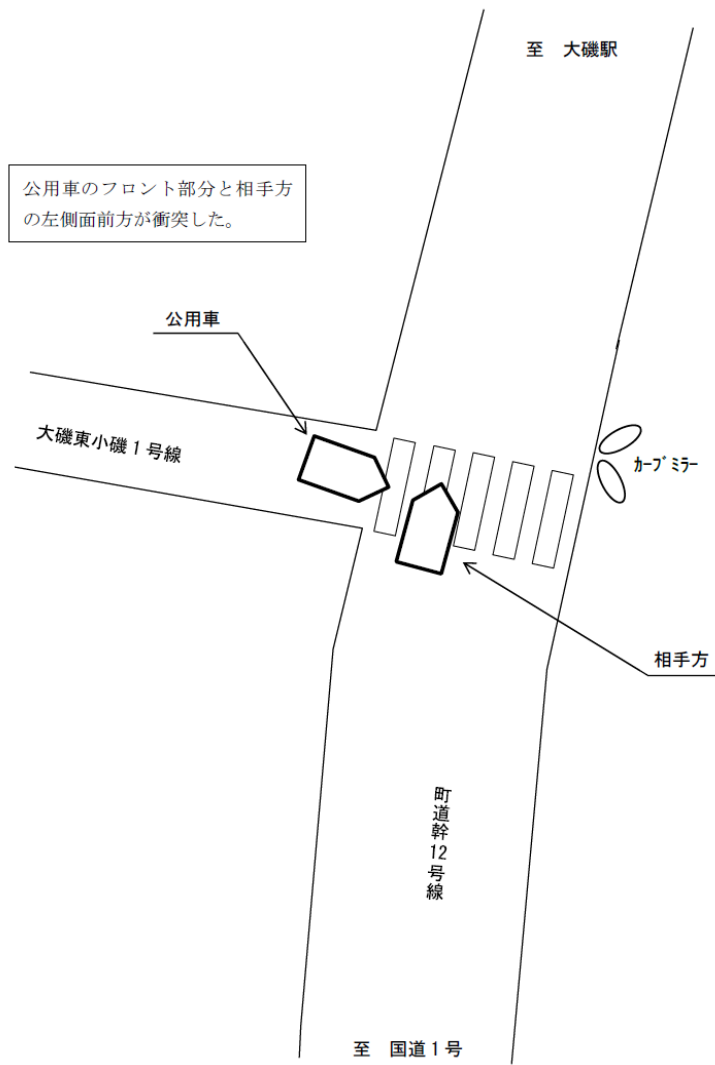 至　大磯駅
公用車のフロント部分と相手方
の左側面前方が衝突した。
公用車
大磯東小磯１号線
ｶｰﾌﾞﾐﾗｰ
相手方
町道幹12号線
至　国道１号